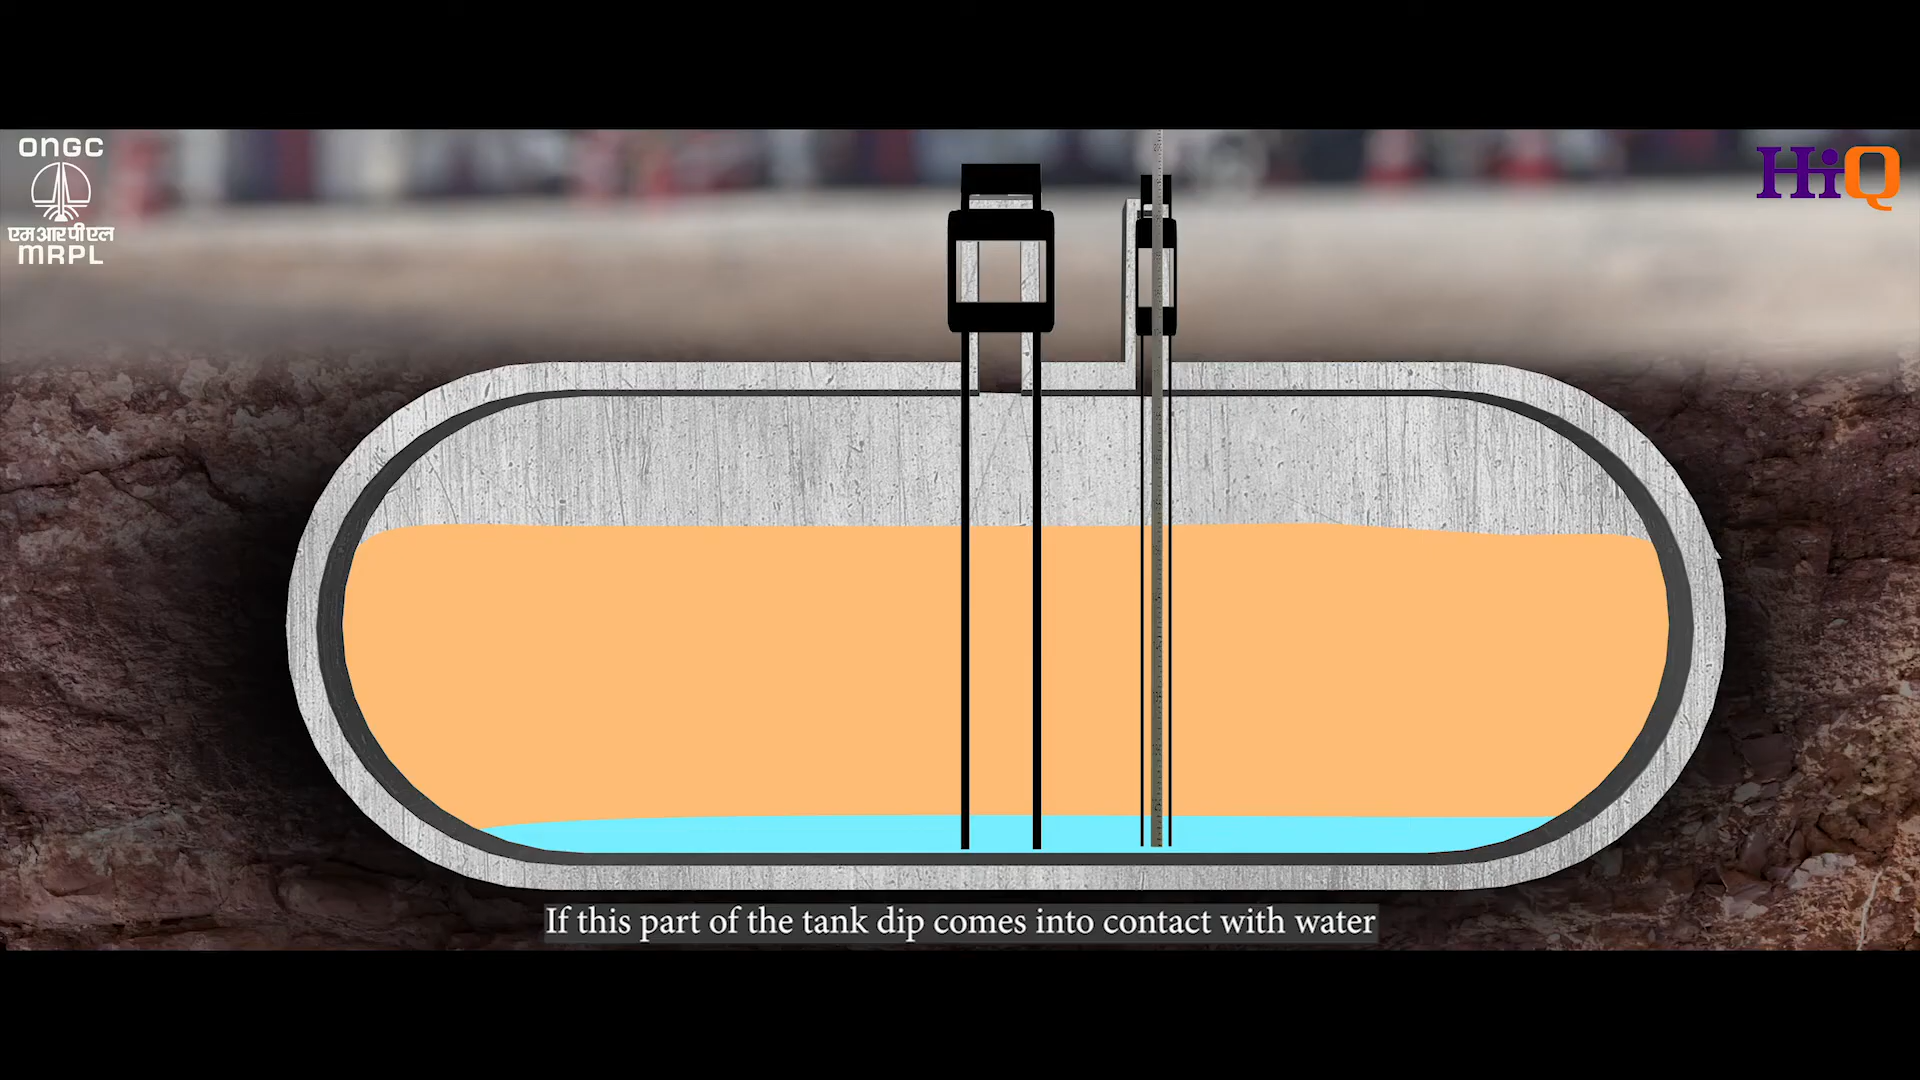 ONGC
एमआरपीएल
MRPL
HiQ
If this part of the tank dip comes into contact with water